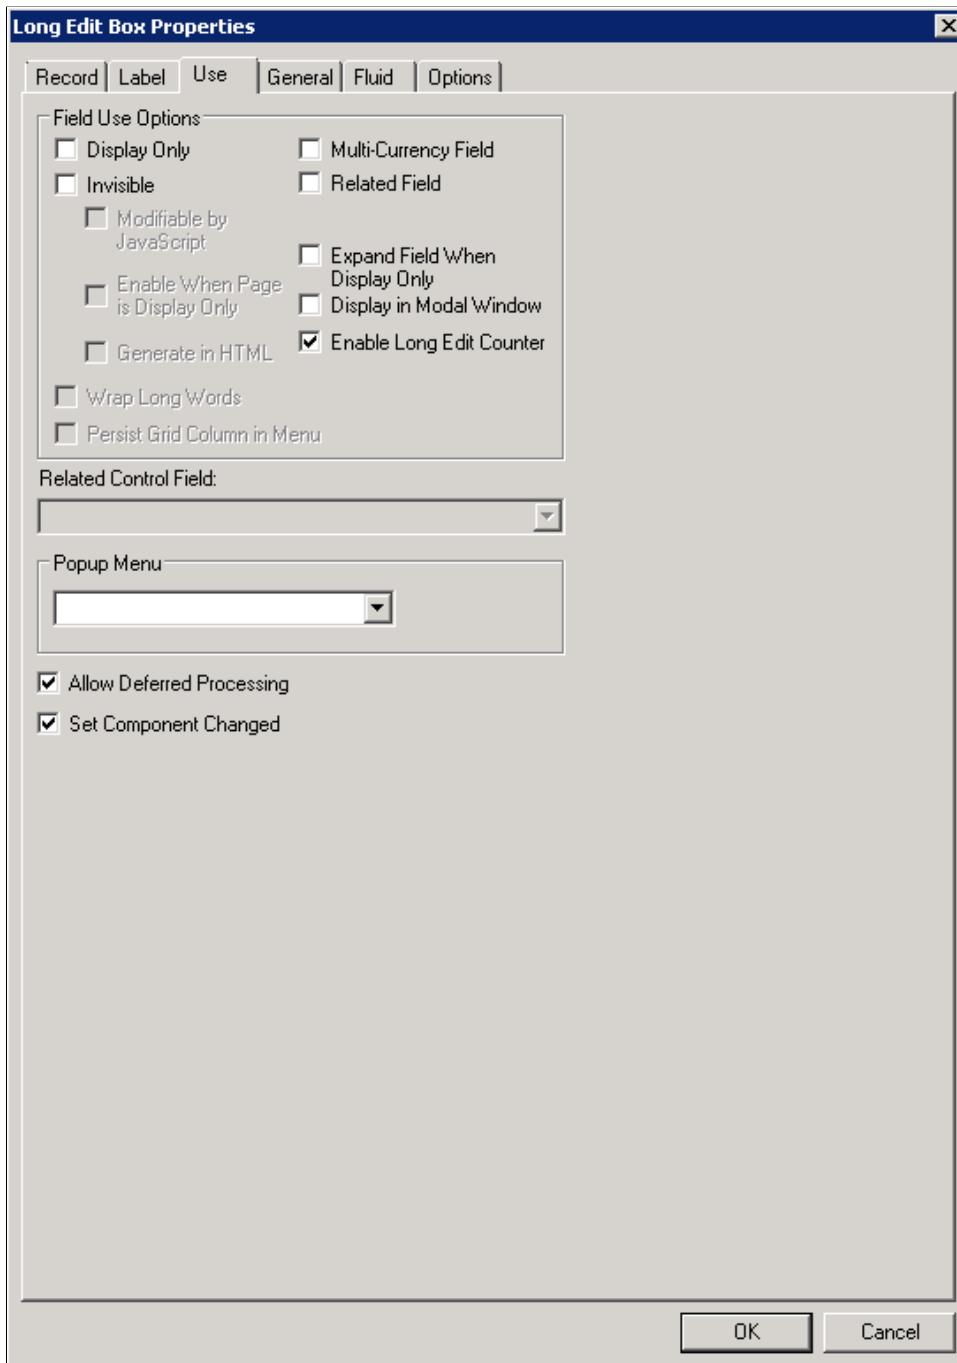 Long Edit Box Properties
Record Label Use General Fluid Options
Field Use Options
Display Only
Multi-Currency Field
Invisible
Related Field
Modifiable by
JavaScript
Expand Field When
Display Only
Enable When Page
is Display Only
Display in Modal Window
Generate in HTML
Enable Long Edit Counter
Wrap Long Words
Persist Grid Column in Menu
Related Control Field:
Popup Menu
Allow Deferred Processing
Set Component Changed
OK Cancel